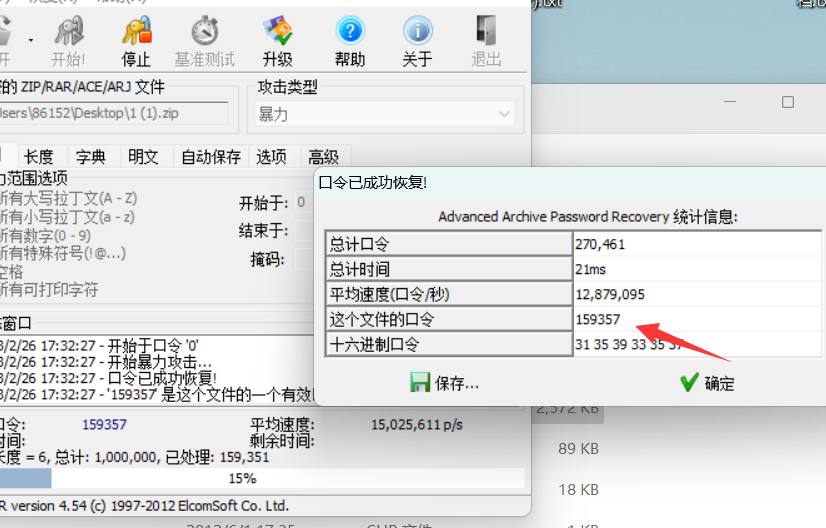 ).txt
开
开始!
停止
基准测试
升级
帮助
关于
退出
的 ZIP/RAR/ACE/ARJ 文件
攻击类型
sers\86152\Desktop\1 (1).zip
暴力
长度
字典
明文
自动保存
选项
高级
力范围选项
所有大写拉丁文(A - Z)
所有小写拉丁文(a - z)
所有数字(0 - 9)
所有特殊符号(!@...)
空格
所有可打印字符
开始于: 0
结束于:
掩码:
口令已成功恢复!
Advanced Archive Password Recovery 统计信息:
总计口令 270,461
总计时间 21ms
平均速度(口令/秒) 12,879,095
这个文件的口令 159357
十六进制口令 31 35 39 33 35 37
保存...
确定
窗口
3/2/26 17:32:27 - 开始于口令 '0'
3/2/26 17:32:27 - 开始暴力攻击...
3/2/26 17:32:27 - 口令已成功恢复!
3/2/26 17:32:27 - '159357' 是这个文件的一个有效
口令: 159357 平均速度: 15,025,611 p/s
时间: 剩余时间:
长度 = 6, 总计: 1,000,000, 已处理: 159,351
15%
R version 4.54 (c) 1997-2012 ElcomSoft Co. Ltd.
2,572 KB
89 KB
18 KB